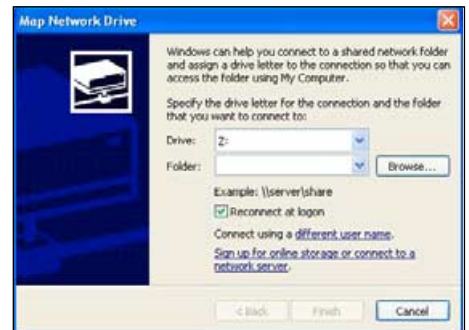 Map Network Drive
Windows can help you connect to a shared network folder
and assign a drive letter to the connection so that you can
access the folder using My Computer.
Specify the drive letter for the connection and the folder
that you want to connect to:
Drive: Z:
Folder: Browse...
Example: \\server\share
Reconnect at logon
Connect using a different user name.
Sign up for online storage or connect to a
network server.
< Back Finish Cancel